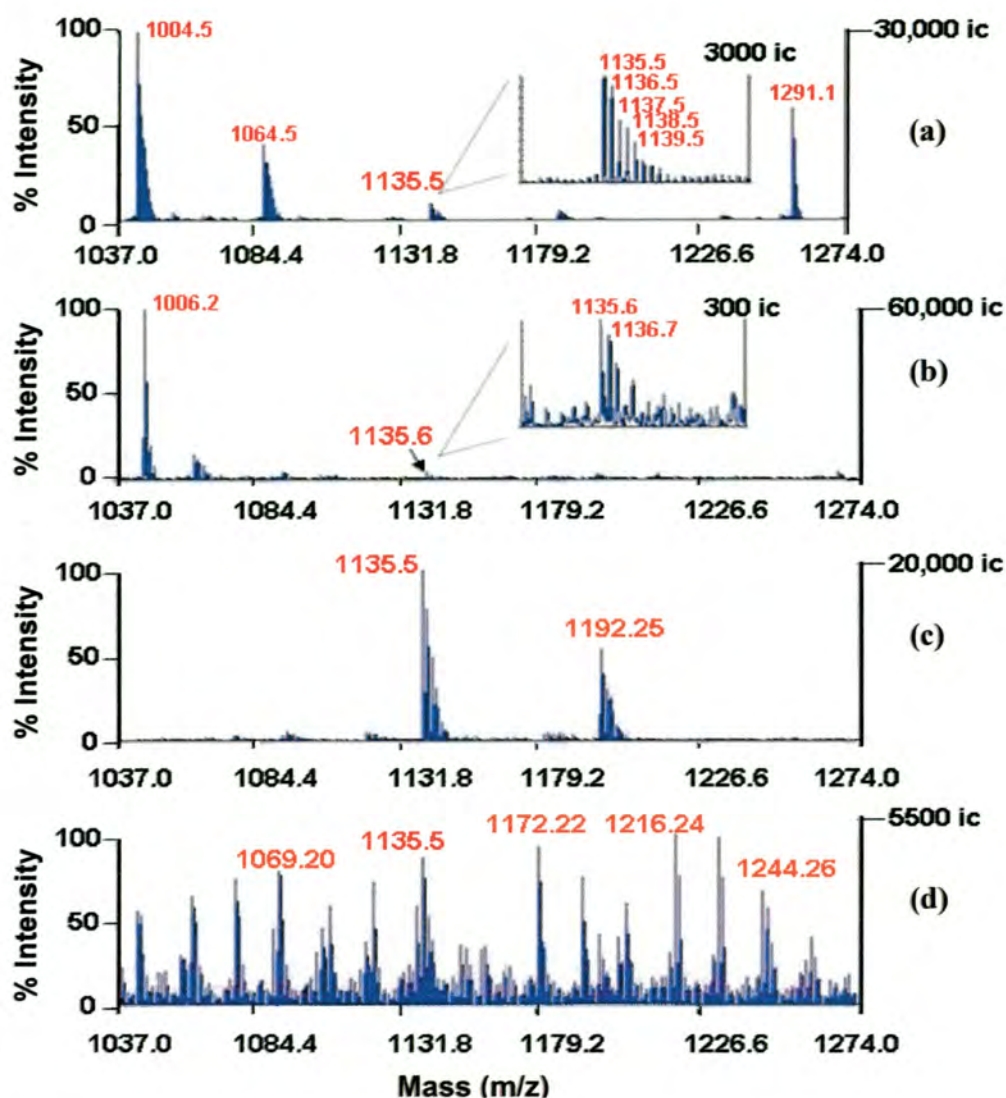 100 1004.5 30,000 ic
1135.5 3000 ic
1136.5
1137.5
1138.5
1139.5
1291.1
% Intensity 50 1064.5 (a)
1135.5
0
1037.0 1084.4 1131.8 1179.2 1226.6 1274.0
100 1006.2 1135.6 300 ic 60,000 ic
1136.7
% Intensity 50 (b)
1135.6
0
1037.0 1084.4 1131.8 1179.2 1226.6 1274.0
100 1135.5 20,000 ic
1192.25 (c)
% Intensity 50
0
1037.0 1084.4 1131.8 1179.2 1226.6 1274.0
100 1069.20 1135.5 1172.22 1216.24 1244.26 5500 ic
% Intensity 50 (d)
0
1037.0 1084.4 1131.8 1179.2 1226.6 1274.0
Mass (m/z)